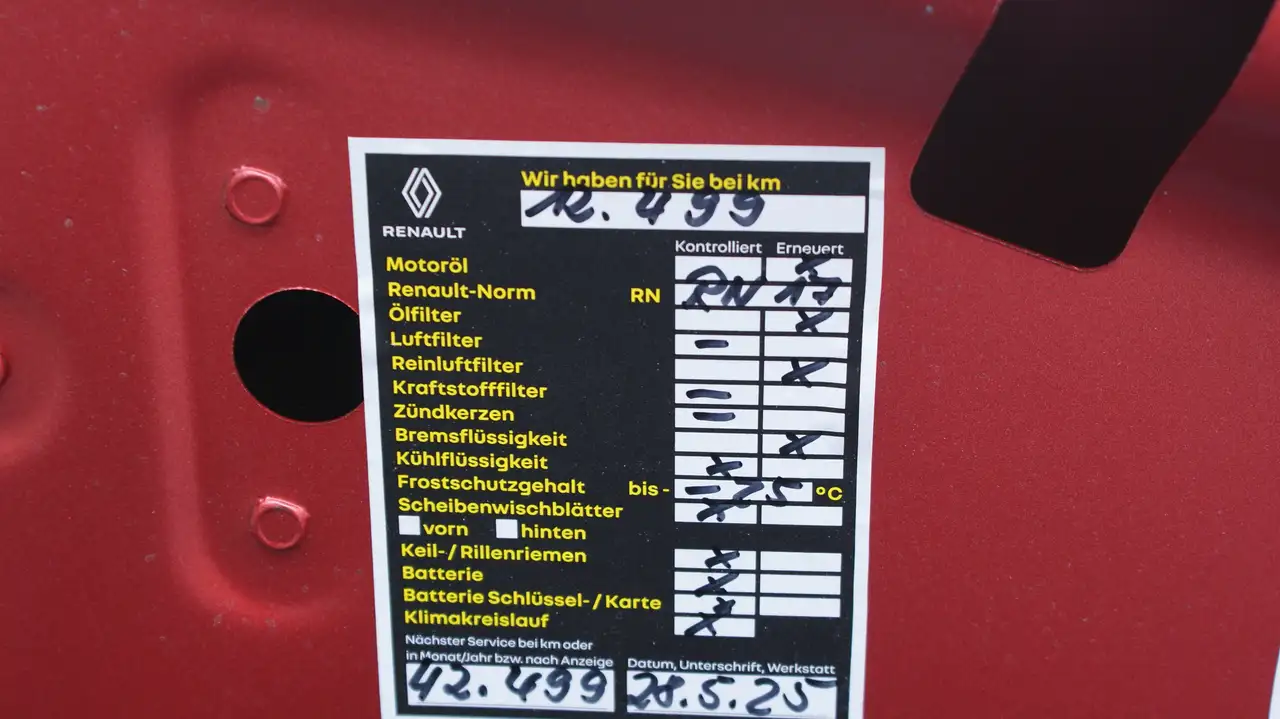 Wir haben für Sie bei km
12.499
RENAULT
Kontrolliert Erneuert
Motoröl X
Renault-Norm RN RN 17
Ölfilter X
Luftfilter -
Reinluftfilter X
Kraftstofffilter -
Zündkerzen -
Bremsflüssigkeit X
Kühlflüssigkeit X
Frostschutzgehalt bis - - 25 °C
Scheibenwischblätter X
vorn hinten
Keil-/Rillenriemen X
Batterie X
Batterie Schlüssel-/Karte X
Klimakreislauf X
Nächster Service bei km oder
in Monat/Jahr bzw. nach Anzeige Datum, Unterschrift, Werkstatt
42.499 28.5.25